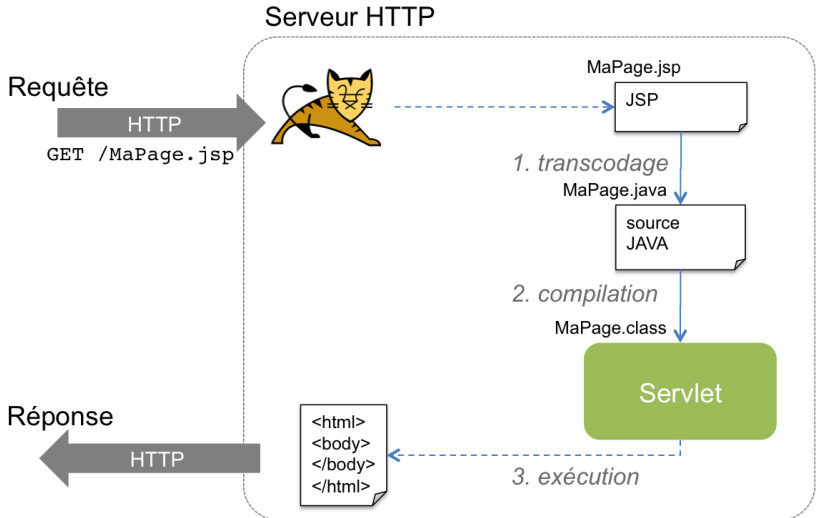 Serveur HTTP
Requête
HTTP
GET /MaPage.jsp
MaPage.jsp
JSP
1. transcodage
MaPage.java
source
JAVA
2. compilation
MaPage.class
Servlet
Réponse
HTTP
<html>
<body>
</body>
</html>
3. exécution